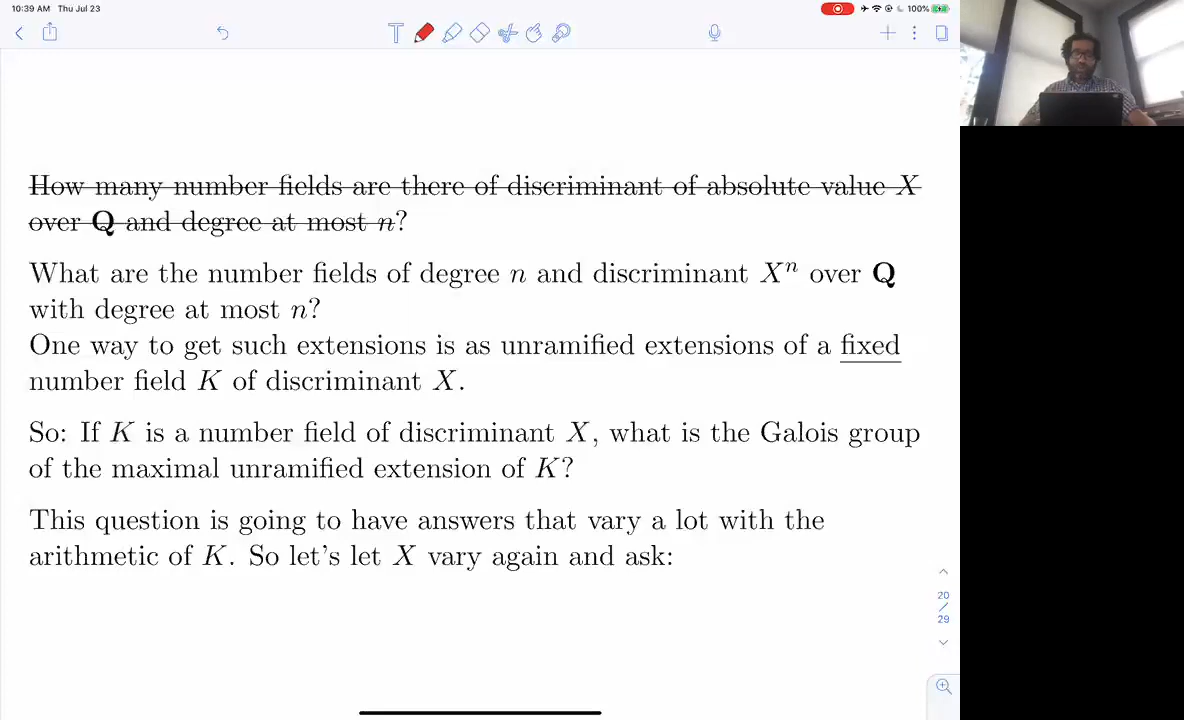 10:39 AM Thu Jul 23
100%
T
How many number fields are there of discriminant of absolute value X
over Q and degree at most n?
What are the number fields of degree n and discriminant Xⁿ over Q
with degree at most n?
One way to get such extensions is as unramified extensions of a fixed
number field K of discriminant X.
So: If K is a number field of discriminant X, what is the Galois group
of the maximal unramified extension of K?
This question is going to have answers that vary a lot with the
arithmetic of K. So let's let X vary again and ask:
20
/
29